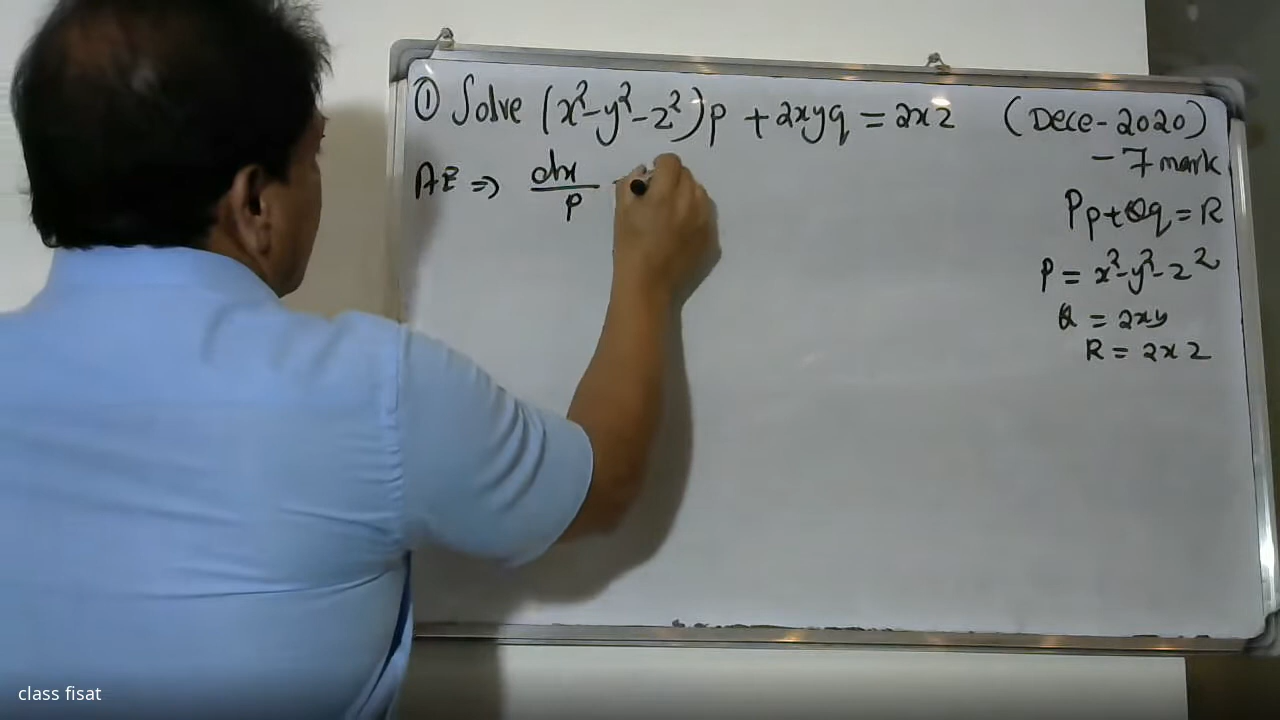 ① Solve (x²-y²-z²)p + 2xyq = 2xz (Dece-2020)
- 7 mark
AE ⇒ dx/P
Pp+Qq=R
P = x²-y²-z²
Q = 2xy
R = 2xz
class fisat